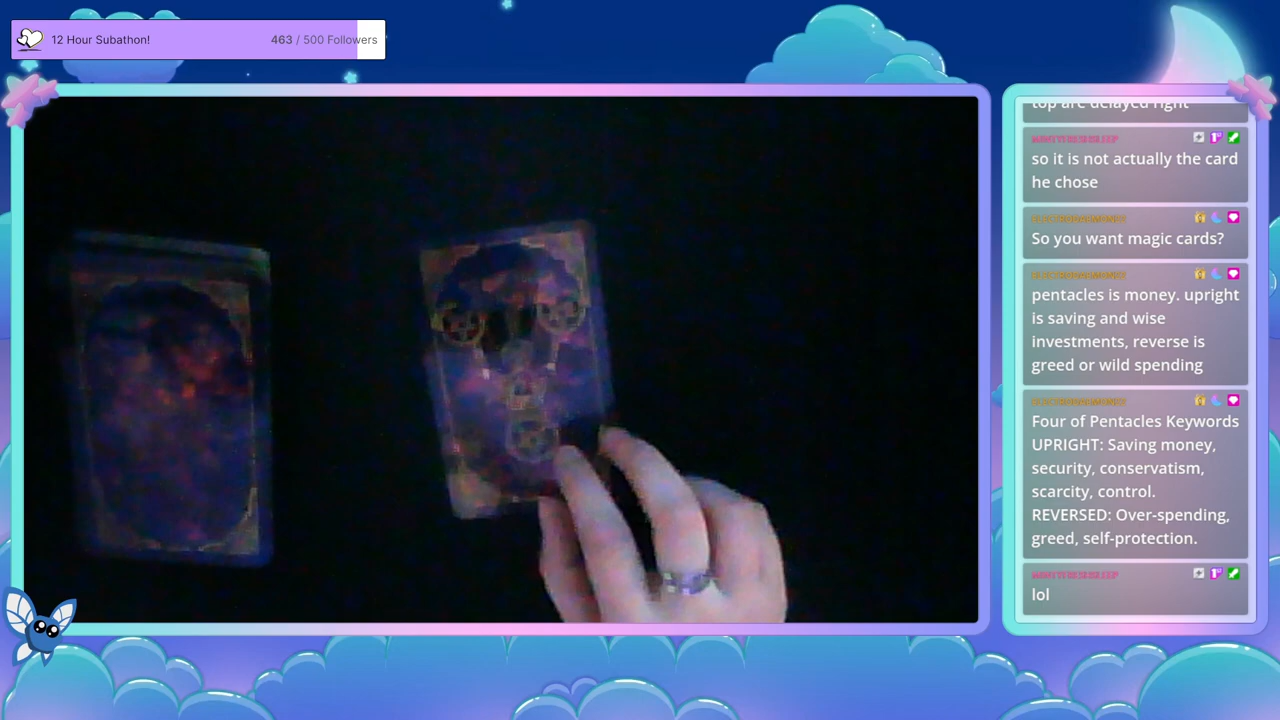 12 Hour Subathon!
463 / 500 Followers
top are delayed right
so it is not actually the card
he chose
So you want magic cards?
pentacles is money. upright
is saving and wise
investments, reverse is
greed or wild spending
Four of Pentacles Keywords
UPRIGHT: Saving money,
security, conservatism,
scarcity, control.
REVERSED: Over-spending,
greed, self-protection.
lol